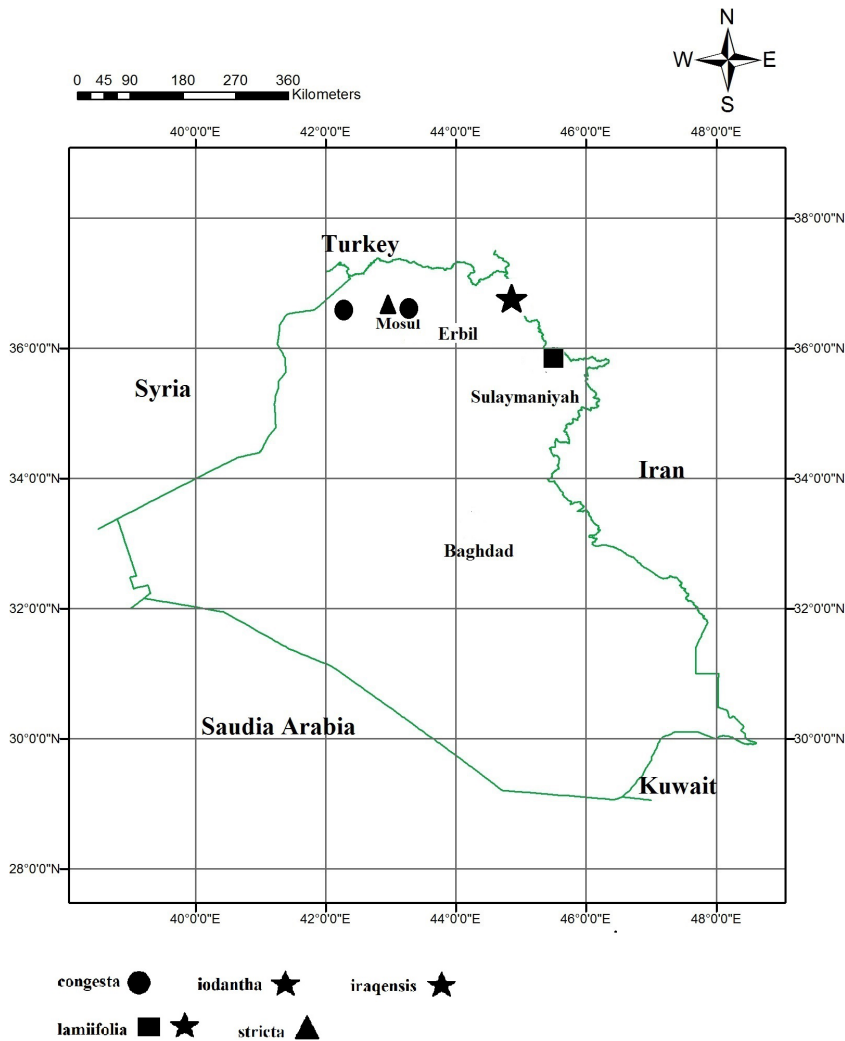 N
W E
S
0 45 90 180 270 360
Kilometers
40°0'0"E 42°0'0"E 44°0'0"E 46°0'0"E 48°0'0"E
38°0'0"N
Turkey
Mosul
Erbil
36°0'0"N 36°0'0"N
Syria
Sulaymaniyah
Iran
34°0'0"N 34°0'0"N
Baghdad
32°0'0"N 32°0'0"N
Saudia Arabia
30°0'0"N 30°0'0"N
Kuwait
28°0'0"N
40°0'0"E 42°0'0"E 44°0'0"E 46°0'0"E 48°0'0"E
congesta iodantha iraqensis
lamiifolia stricta